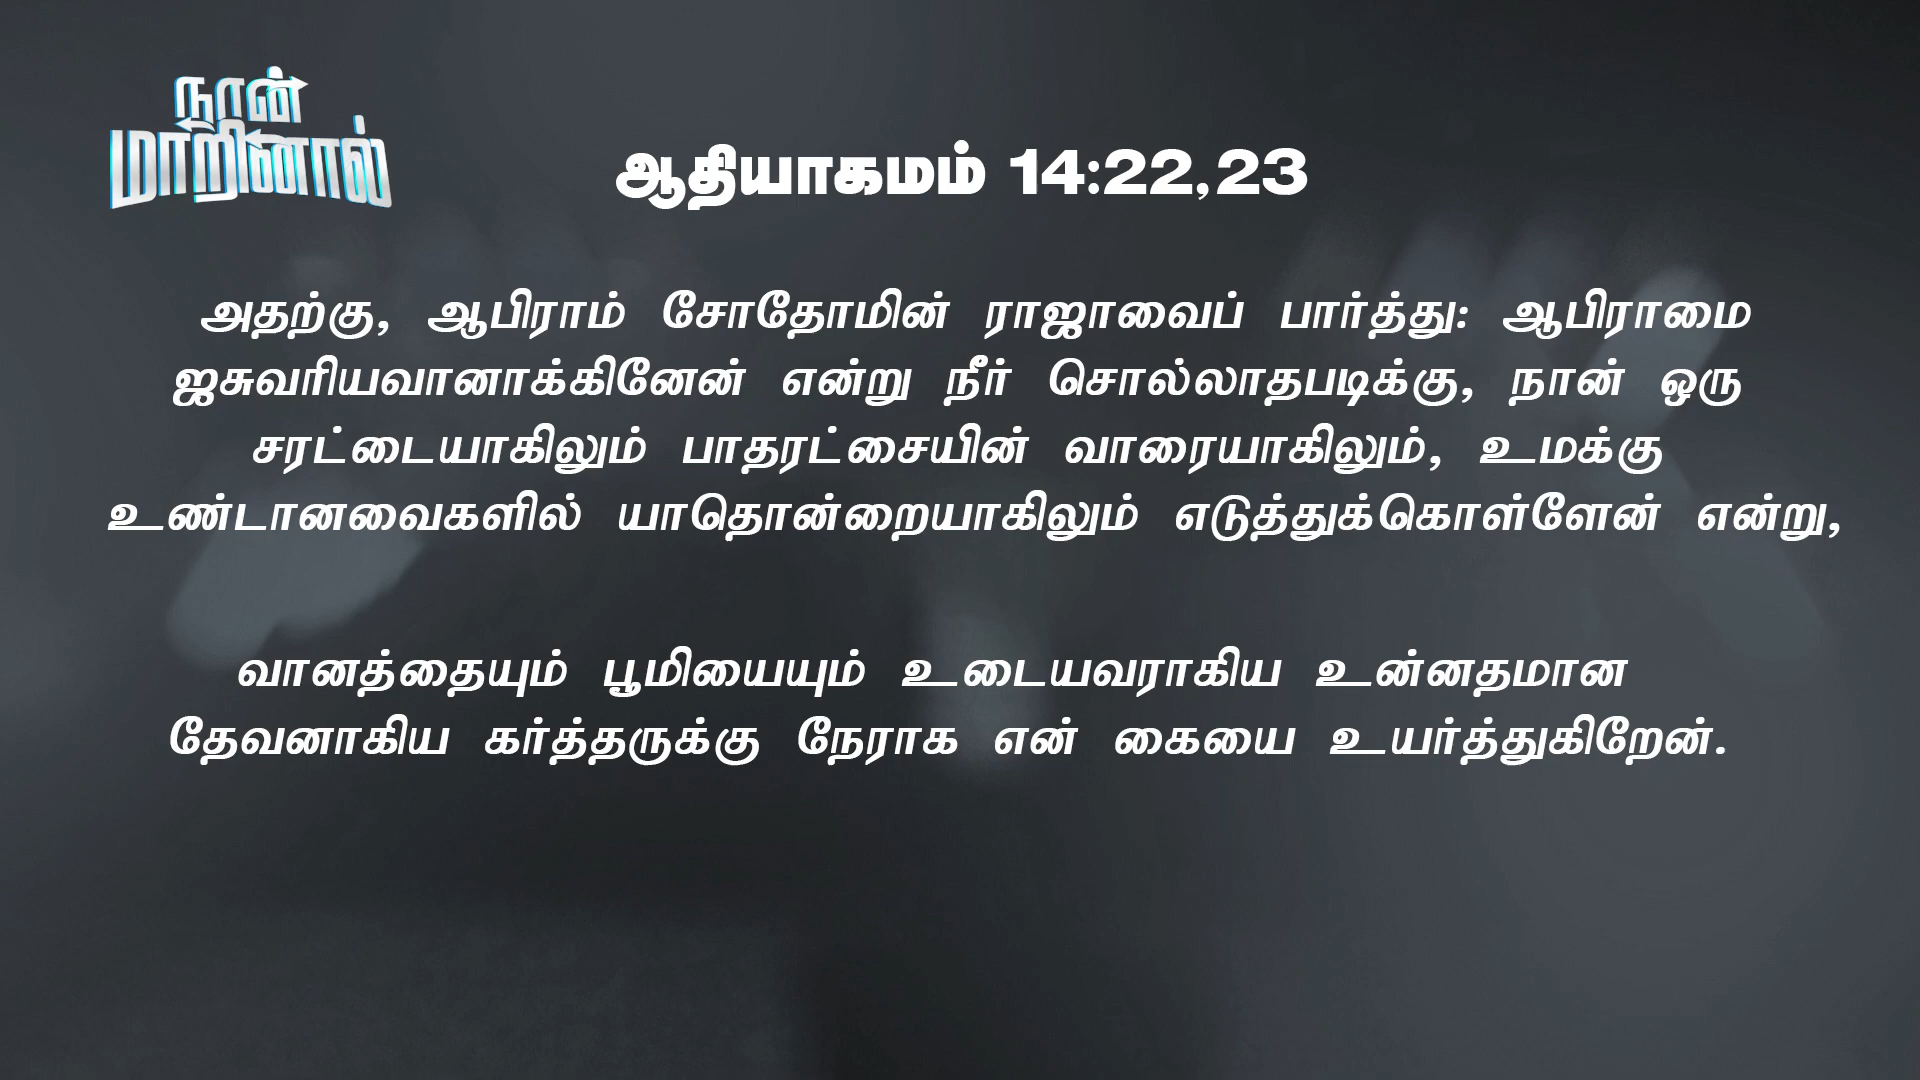 நான்
மாறினால்
ஆதியாகமம் 14:22,23
அதற்கு, ஆபிராம் சோதோமின் ராஜாவைப் பார்த்து: ஆபிராமை
ஜசுவரியவானாக்கினேன் என்று நீர் சொல்லாதபடிக்கு, நான் ஒரு
சரட்டையாகிலும் பாதரட்சையின் வாரையாகிலும், உமக்கு
உண்டானவைகளில் யாதொன்றையாகிலும் எடுத்துக்கொள்ளேன் என்று,
வானத்தையும் பூமியையும் உடையவராகிய உன்னதமான
தேவனாகிய கர்த்தருக்கு நேராக என் கையை உயர்த்துகிறேன்.